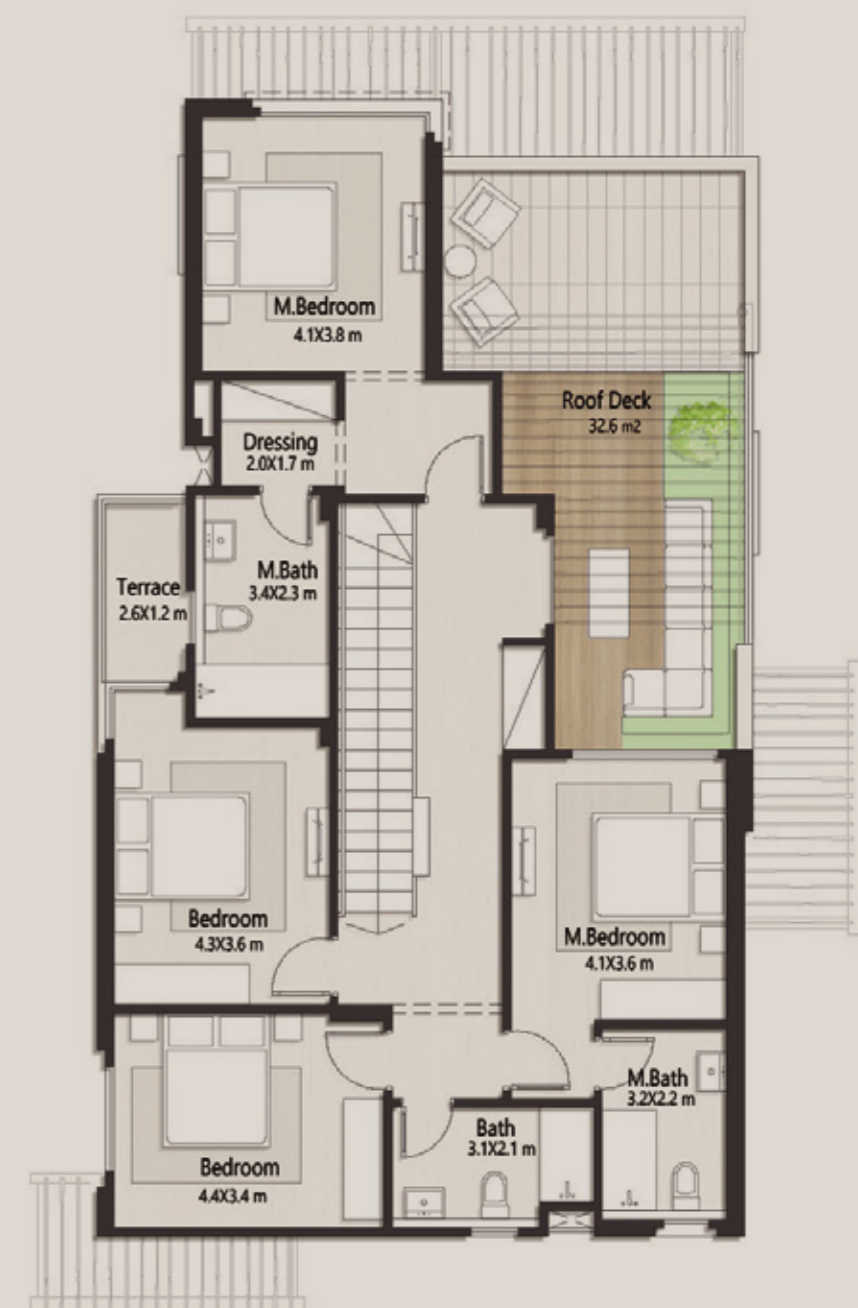 M.Bedroom
4.1X3.8 m
Roof Deck
32.6 m2
Dressing
2.0X1.7 m
M.Bath
3.4X2.3 m
Terrace
2.6X1.2 m
Bedroom
4.3X3.6 m
M.Bedroom
4.1X3.6 m
M.Bath
3.2X2.2 m
Bath
3.1X2.1 m
Bedroom
4.4X3.4 m